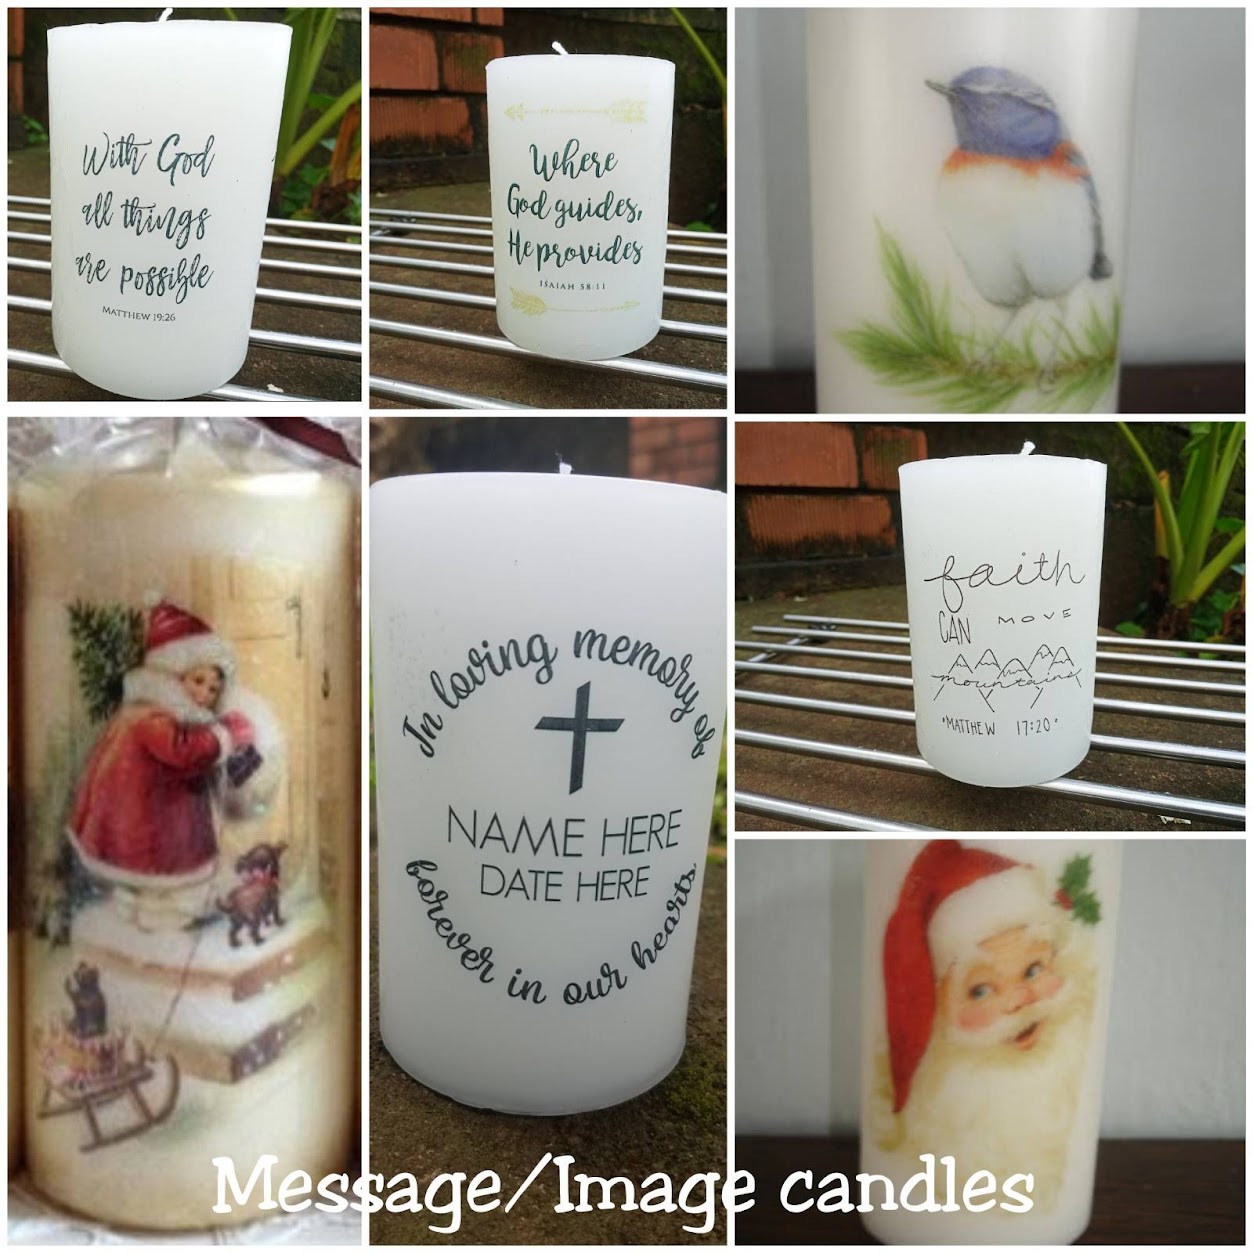 With God
all things
are possible
MATTHEW 19:26
Where
God guides,
He provides
ISAIAH 58:11
In loving memory of
NAME HERE
DATE HERE
forever in our hearts
faith
CAN MOVE
mountains
"MATTHEW 17:20"
Message/Image candles